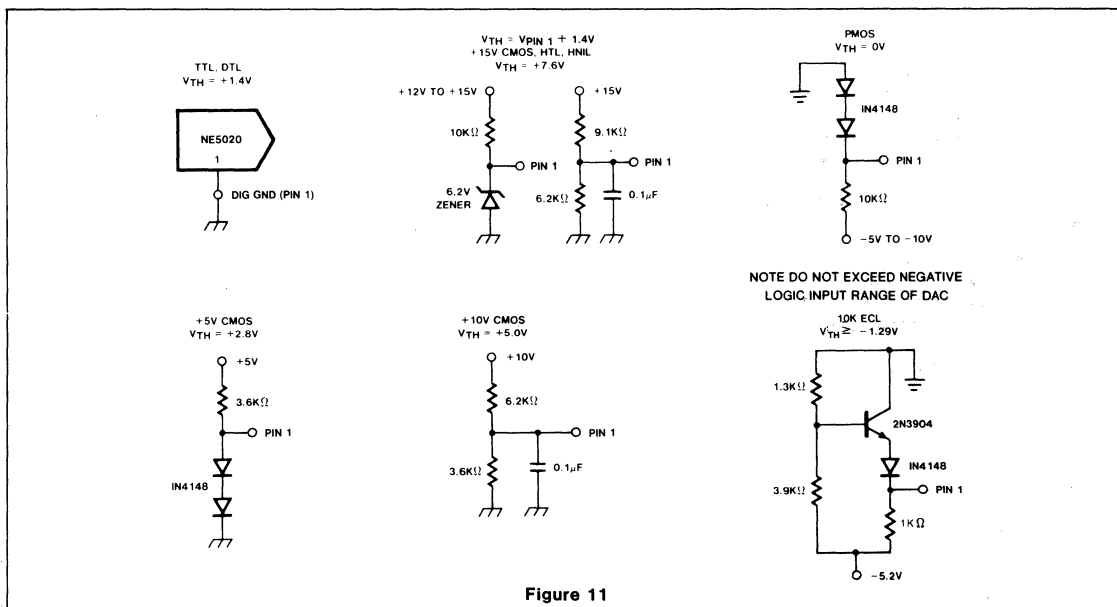 TTL, DTL
VTH = +1.4V
NE5020
1
DIG GND (PIN 1)
VTH = VPIN 1 + 1.4V
+15V CMOS, HTL, HNIL
VTH = +7.6V
+12V TO +15V
10KΩ
PIN 1
6.2V
ZENER
+15V
9.1KΩ
PIN 1
6.2KΩ
0.1μF
PMOS
VTH = 0V
IN4148
PIN 1
10KΩ
-5V TO -10V
NOTE DO NOT EXCEED NEGATIVE
LOGIC INPUT RANGE OF DAC
+5V CMOS
VTH = +2.8V
+5V
3.6KΩ
PIN 1
IN4148
+10V CMOS
VTH = +5.0V
+10V
6.2KΩ
PIN 1
3.6KΩ
0.1μF
10K ECL
VTH ≥ -1.29V
1.3KΩ
2N3904
IN4148
3.9KΩ
PIN 1
1KΩ
-5.2V
Figure 11